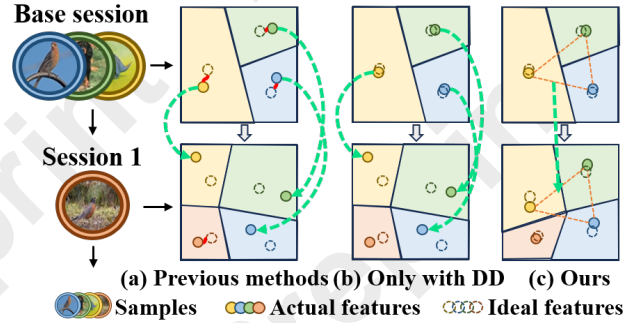 Base session
Session 1
(a) Previous methods (b) Only with DD (c) Ours
Samples Actual features Ideal features